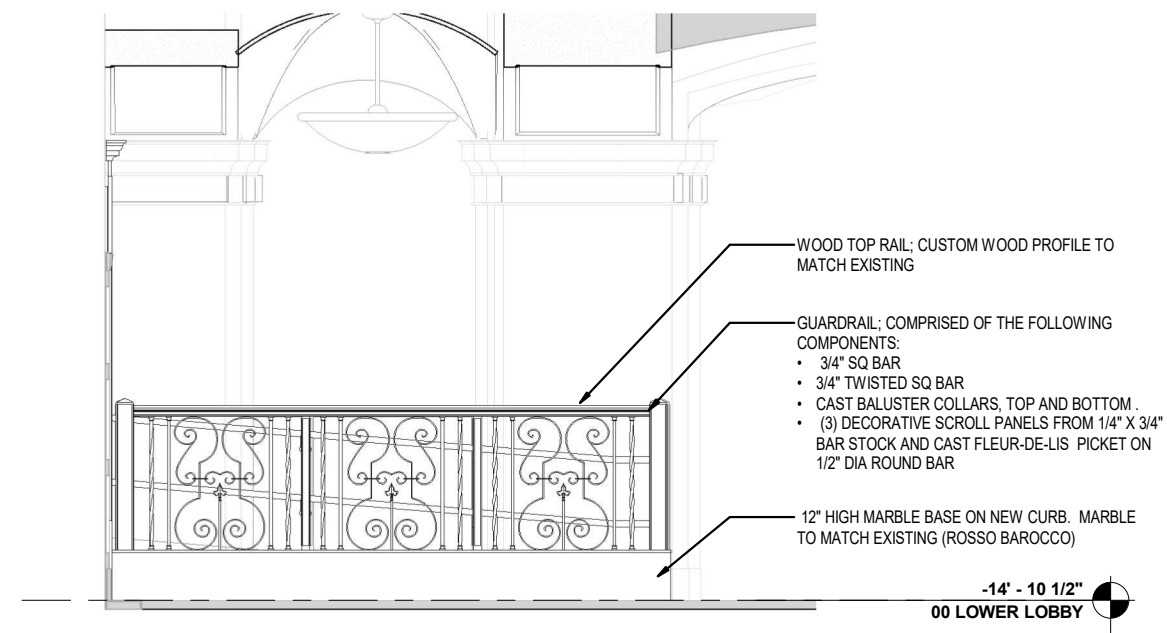 WOOD TOP RAIL; CUSTOM WOOD PROFILE TO
MATCH EXISTING
GUARDRAIL; COMPRISED OF THE FOLLOWING
COMPONENTS:
• 3/4" SQ BAR
• 3/4" TWISTED SQ BAR
• CAST BALUSTER COLLARS, TOP AND BOTTOM .
• (3) DECORATIVE SCROLL PANELS FROM 1/4" X 3/4"
BAR STOCK AND CAST FLEUR-DE-LIS PICKET ON
1/2" DIA ROUND BAR
12" HIGH MARBLE BASE ON NEW CURB. MARBLE
TO MATCH EXISTING (ROSSO BAROCCO)
-14' - 10 1/2"
00 LOWER LOBBY